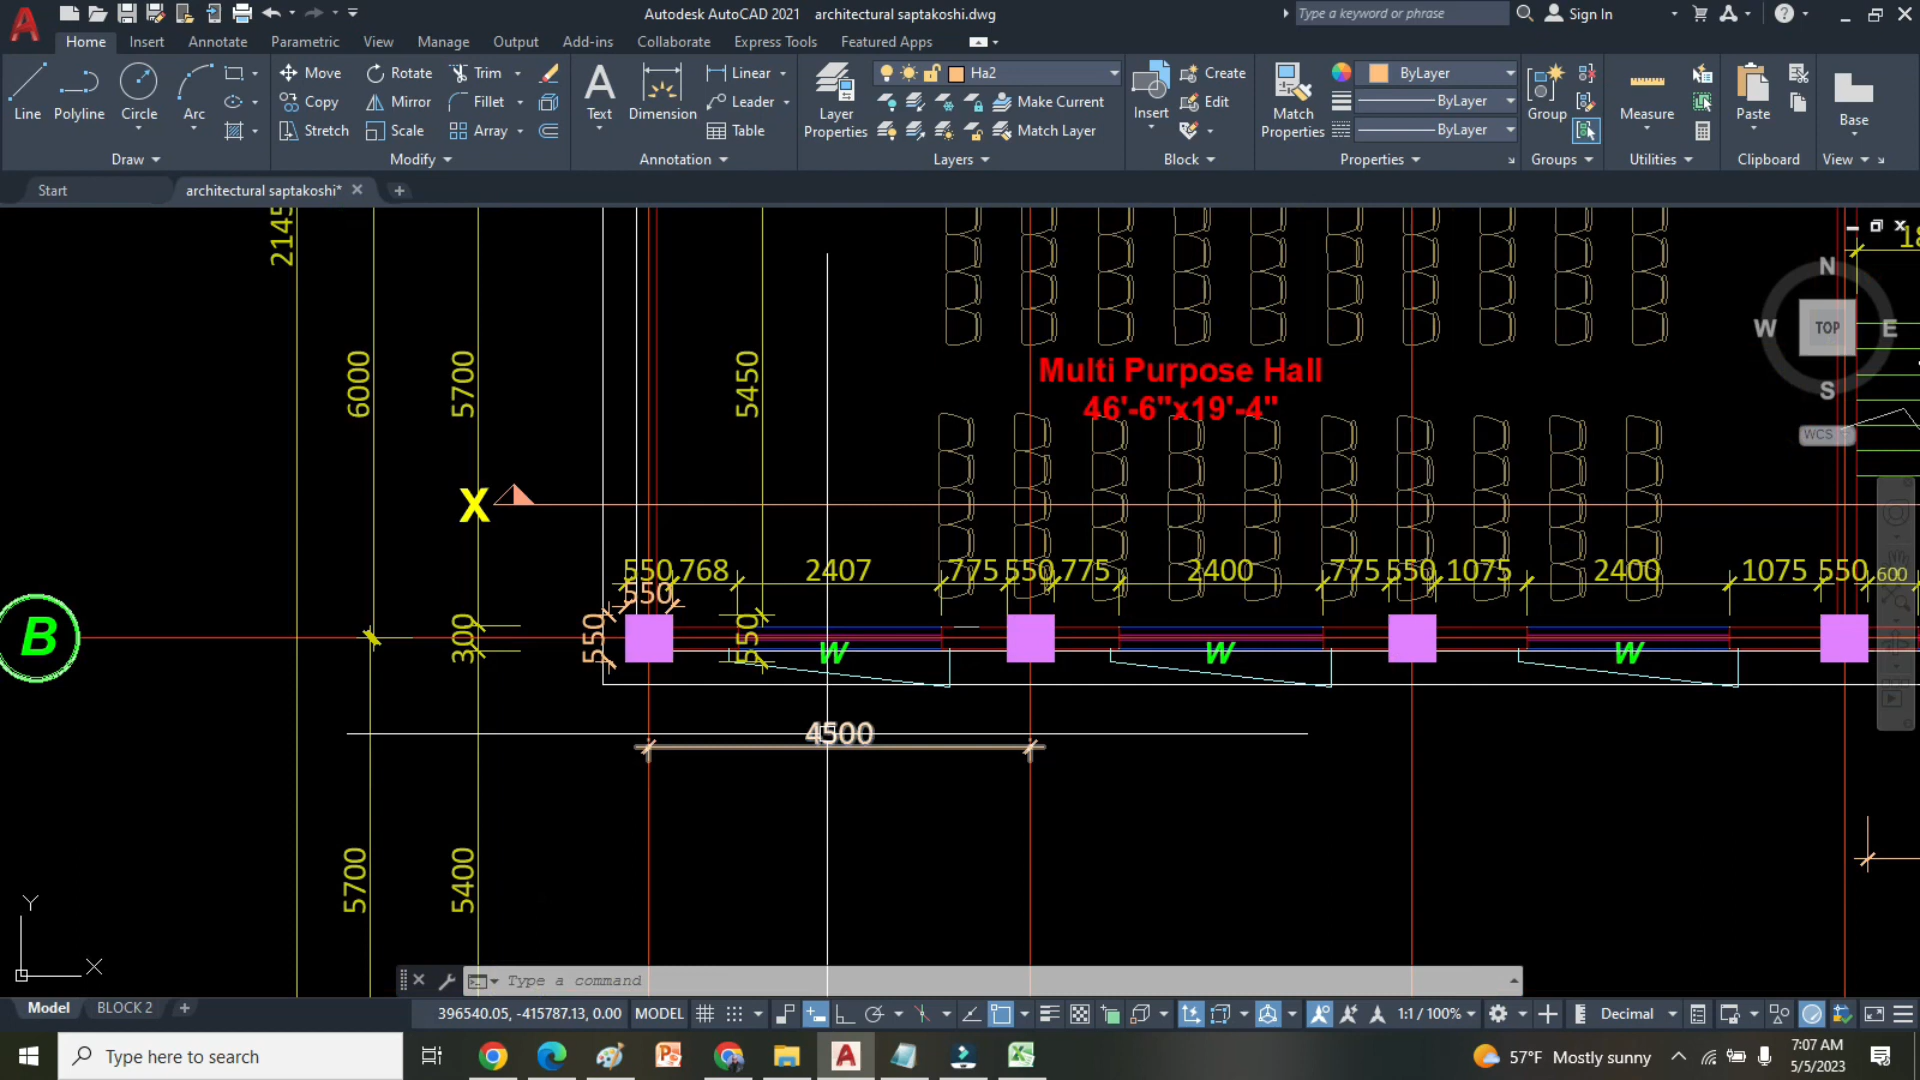 Autodesk AutoCAD 2021 architectural saptakoshi.dwg
Type a keyword or phrase
Sign In
Home Insert Annotate Parametric View Manage Output Add-ins Collaborate Express Tools Featured Apps
Line Polyline Circle Arc
Move Rotate Trim
Copy Mirror Fillet
Stretch Scale Array
Text Dimension
Linear
Leader
Table
Layer Properties
Ha2
Make Current
Match Layer
Insert
Create
Edit
Match Properties
ByLayer
ByLayer
ByLayer
Group
Measure
Paste
Base
Draw Modify Annotation Layers Block Properties Groups Utilities Clipboard View
Start architectural saptakoshi*
N
W TOP E
S
WCS
6000 5700 5450
Multi Purpose Hall
46'-6"x19'-4"
X
550 768 2407 775 550 775 2400 775 550 1075 2400 1075 550 600
550
B 300 550 550 W W W
4500
5700 5400
Y
X
Type a command
Model BLOCK 2
396540.05, -415787.13, 0.00 MODEL 1:1 / 100% Decimal
Type here to search
57°F Mostly sunny
7:07 AM
5/5/2023